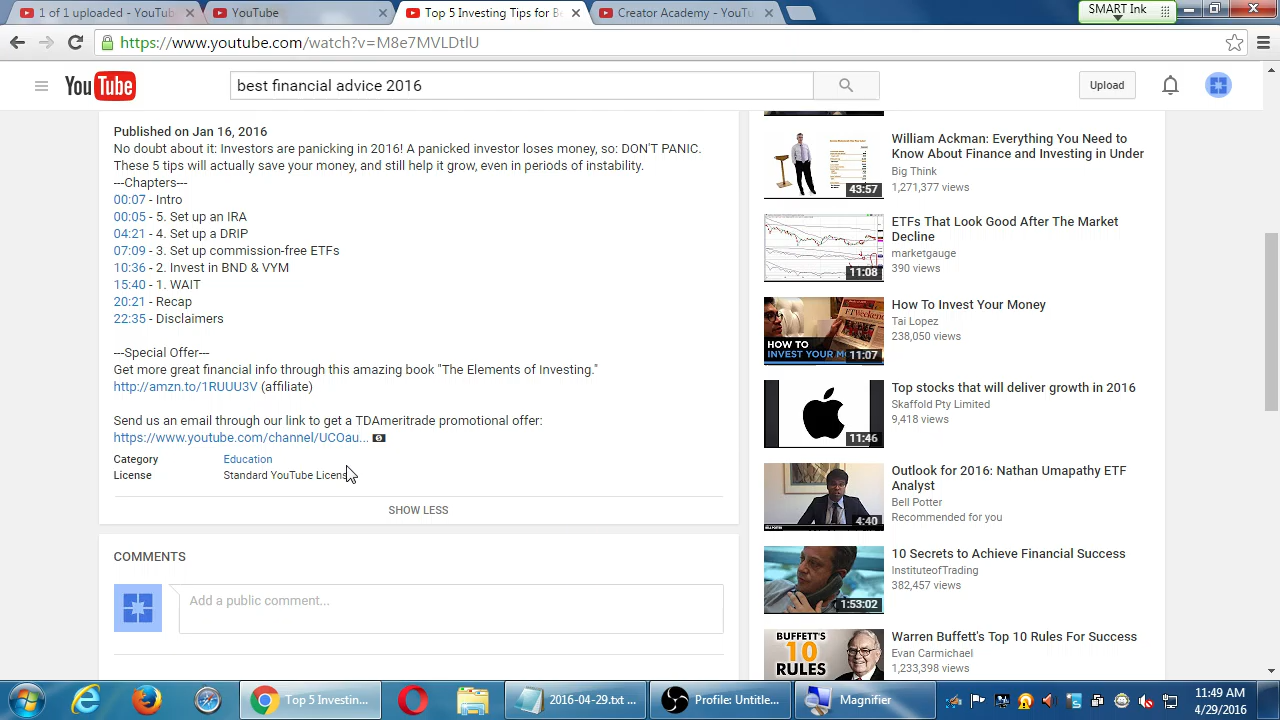 1 of 1 uploaded - YouTub
YouTube
Top 5 Investing Tips for Be
Creator Academy - YouTu
SMART Ink
https://www.youtube.com/watch?v=M8e7MVLDtlU
YouTube
best financial advice 2016
Upload
Published on Jan 16, 2016
No doubt about it: Investors are panicking in 2016! A panicked investor loses money, so: DON'T PANIC.
These tips will actually save you money, and still help it grow, even in periods of instability.
---Chapters---
00:07 - Intro
00:05 - 5. Set up an IRA
04:21 - 4. Set up a DRIP
07:09 - 3. Set up commission-free ETFs
10:36 - 2. Invest in BND & VYM
15:40 - 1. WAIT
20:21 - Recap
22:35 - Disclaimers
---Special Offer---
Get more great financial info through this amazing book "The Elements of Investing."
http://amzn.to/1RUUU3V (affiliate)
Send us an email through our link to get a TDAmeritrade promotional offer:
https://www.youtube.com/channel/UCOau...
Category Education
License Standard YouTube License
SHOW LESS
COMMENTS
Add a public comment...
William Ackman: Everything You Need to
Know About Finance and Investing in Under
Big Think
1,271,377 views
43:57
ETFs That Look Good After The Market
Decline
marketgauge
390 views
11:08
How To Invest Your Money
Tai Lopez
238,050 views
HOW TO
INVEST YOUR M
11:07
Top stocks that will deliver growth in 2016
Skaffold Pty Limited
9,418 views
11:46
Outlook for 2016: Nathan Umapathy ETF
Analyst
Bell Potter
Recommended for you
BELL POTTER
4:40
10 Secrets to Achieve Financial Success
InstituteofTrading
382,457 views
1:53:02
Warren Buffett's Top 10 Rules For Success
Evan Carmichael
1,233,398 views
BUFFETT'S
10
RULES
Top 5 Investin...
2016-04-29.txt ...
Profile: Untitle...
Magnifier
11:49 AM
4/29/2016